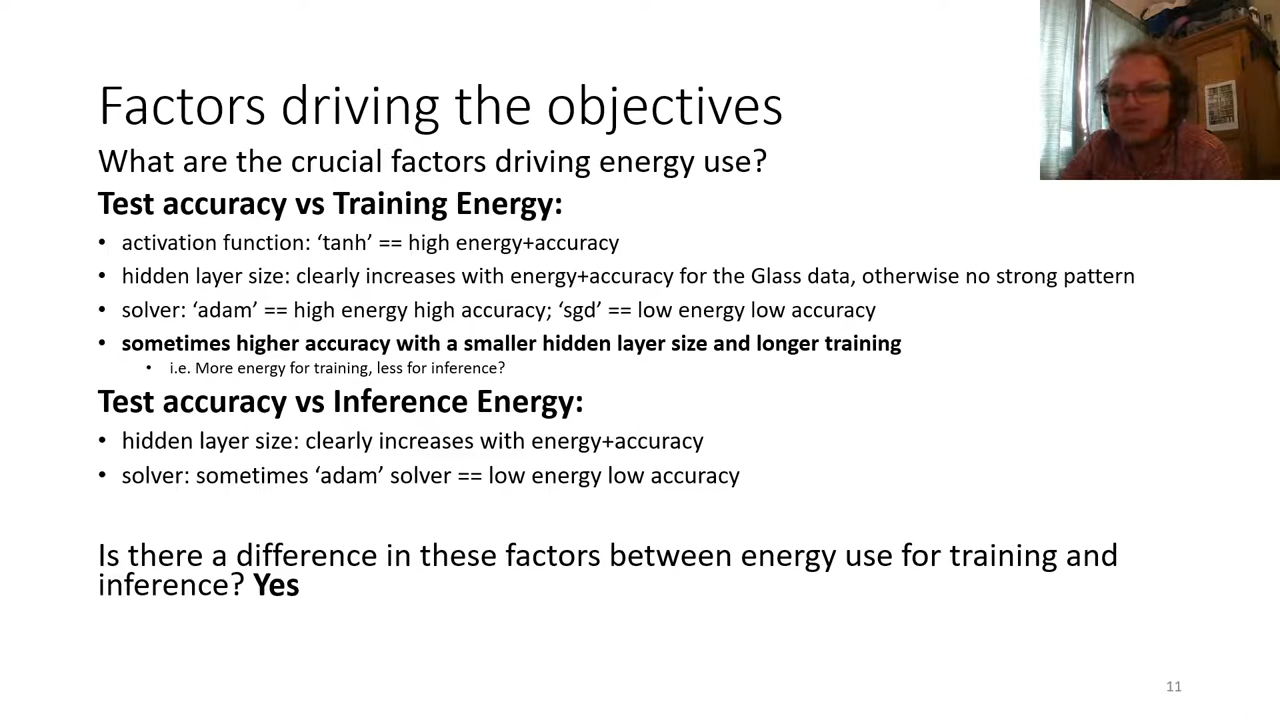 Factors driving the objectives
What are the crucial factors driving energy use?
Test accuracy vs Training Energy:
• activation function: ‘tanh’ == high energy+accuracy
• hidden layer size: clearly increases with energy+accuracy for the Glass data, otherwise no strong pattern
• solver: ‘adam’ == high energy high accuracy; ‘sgd’ == low energy low accuracy
• sometimes higher accuracy with a smaller hidden layer size and longer training
• i.e. More energy for training, less for inference?
Test accuracy vs Inference Energy:
• hidden layer size: clearly increases with energy+accuracy
• solver: sometimes ‘adam’ solver == low energy low accuracy
Is there a difference in these factors between energy use for training and
inference? Yes
11